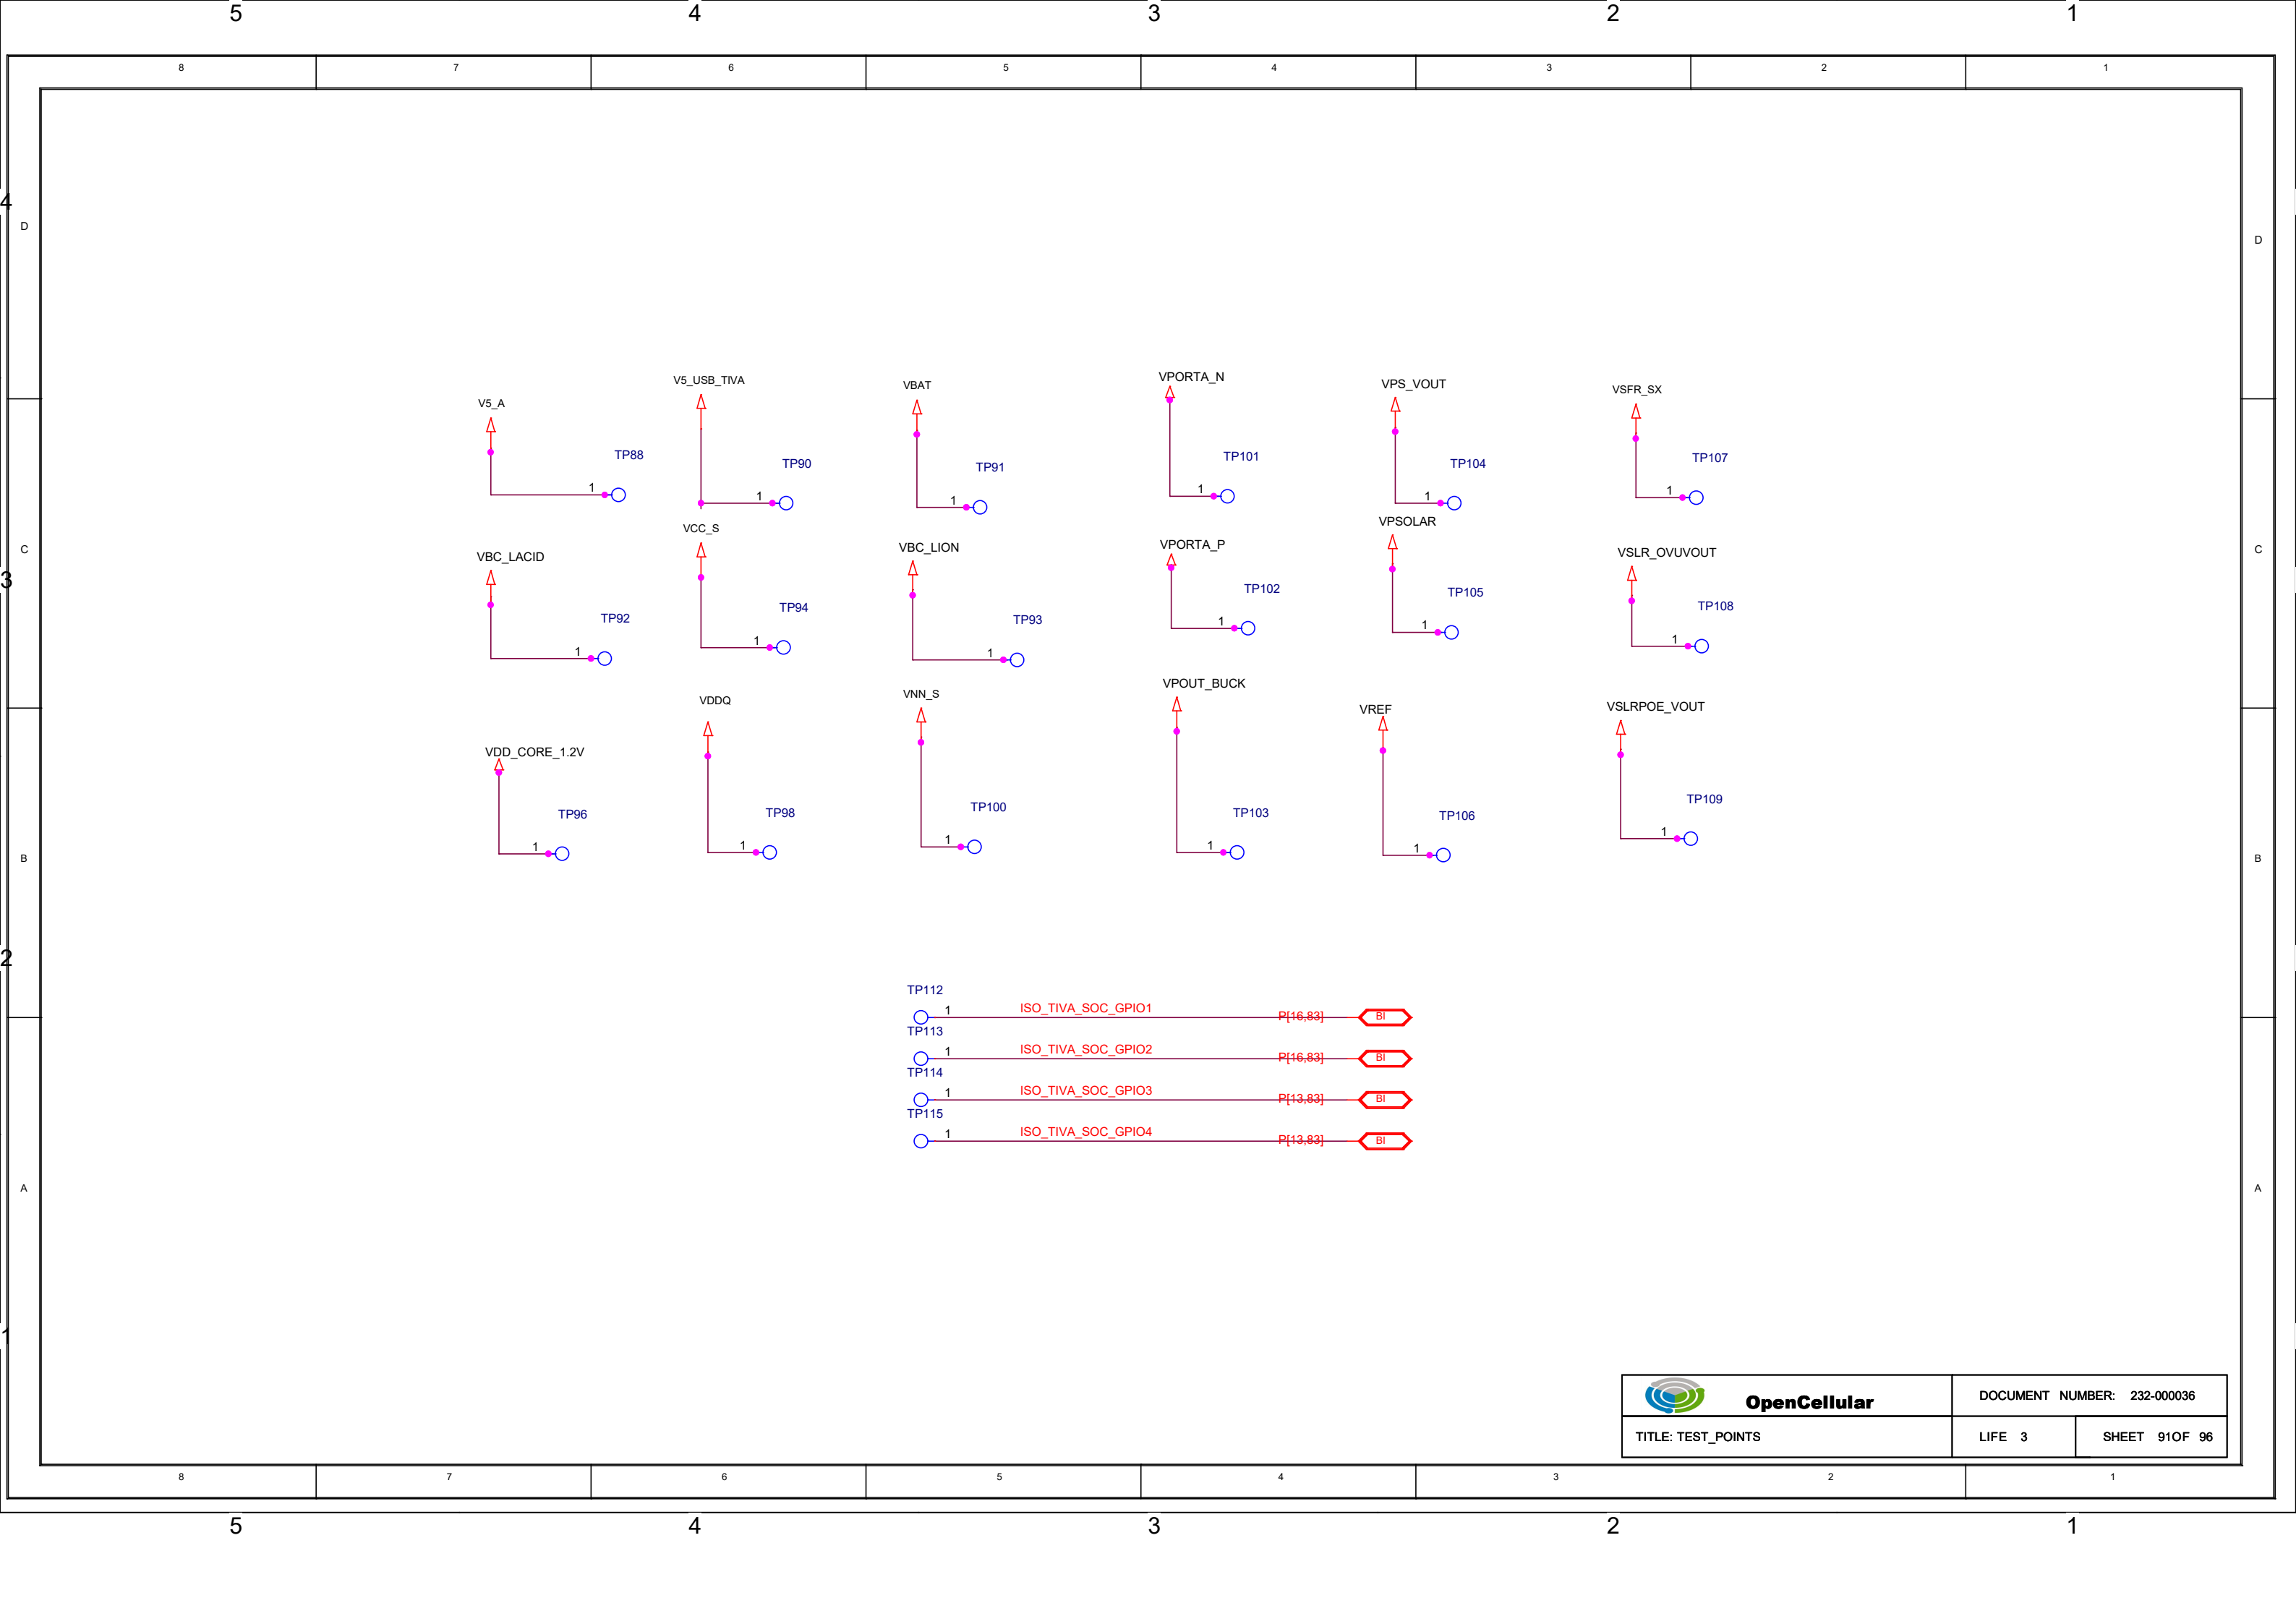 5 4 3 2 1
8 7 6 5 4 3 2 1
4
D D
V5_USB_TIVA VBAT VPORTA_N VPS_VOUT VSFR_SX
V5_A
TP88 TP90 TP91 TP101 TP104 TP107
1 1 1 1 1 1
VCC_S VPSOLAR
VBC_LACID VBC_LION VPORTA_P VSLR_OVUVOUT
C C
3
TP92 TP94 TP93 TP102 TP105 TP108
1 1 1 1 1 1
VDDQ VNN_S VPOUT_BUCK VREF VSLRPOE_VOUT
VDD_CORE_1.2V
TP96 TP98 TP100 TP103 TP106 TP109
1 1 1 1 1 1
B B
2
TP112
1 ISO_TIVA_SOC_GPIO1 P[16,83] BI
TP113
1 ISO_TIVA_SOC_GPIO2 P[16,83] BI
TP114
1 ISO_TIVA_SOC_GPIO3 P[13,83] BI
TP115
1 ISO_TIVA_SOC_GPIO4 P[13,83] BI
A A
1
OpenCellular DOCUMENT NUMBER: 232-000036
TITLE: TEST_POINTS LIFE 3 SHEET 91OF 96
8 7 6 5 4 3 2 1
5 4 3 2 1